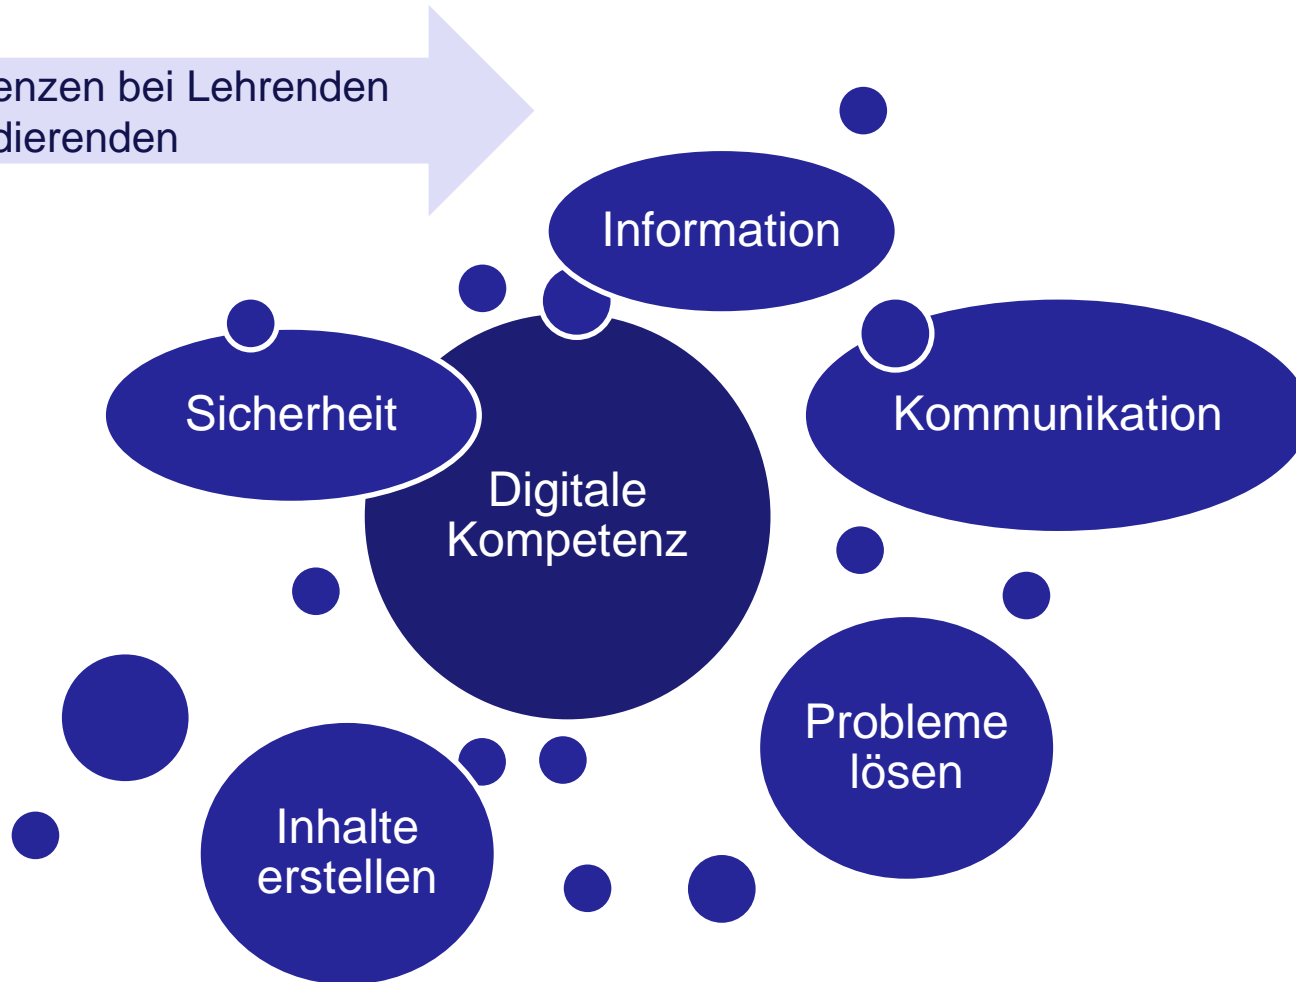 enzen bei Lehrenden
dierenden
Information
Sicherheit
Kommunikation
Digitale
Kompetenz
Probleme
lösen
Inhalte
erstellen